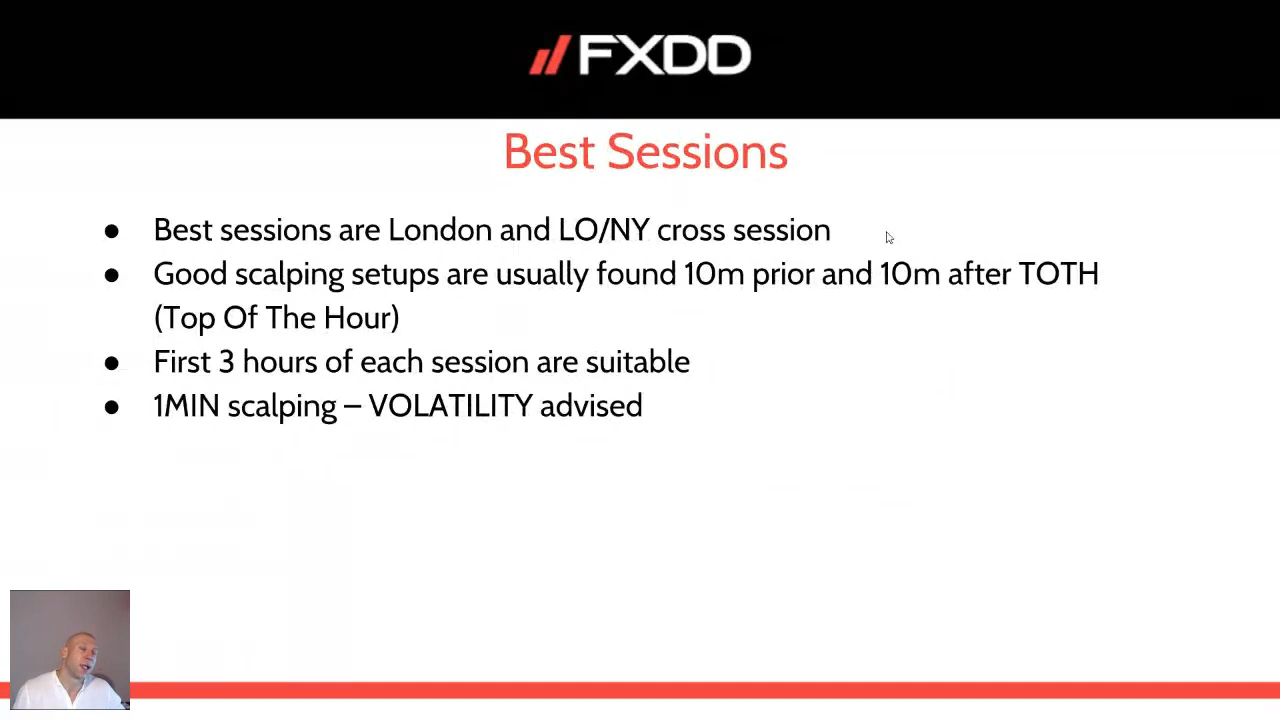 FXDD
Best Sessions
● Best sessions are London and LO/NY cross session
● Good scalping setups are usually found 10m prior and 10m after TOTH
(Top Of The Hour)
● First 3 hours of each session are suitable
● 1MIN scalping – VOLATILITY advised